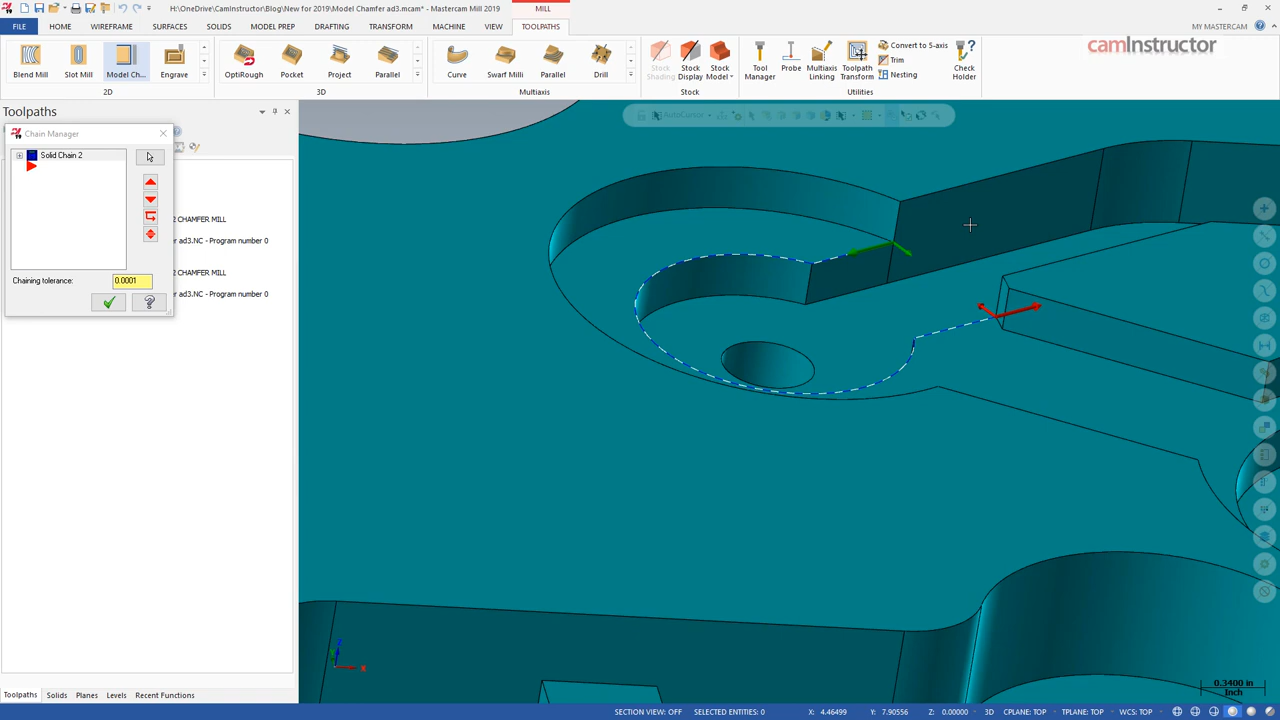 H:\OneDrive\CamInstructor\Blog\New for 2019\Model Chamfer ad3.mcam* - Mastercam Mill 2019
MILL
FILE HOME WIREFRAME SURFACES SOLIDS MODEL PREP DRAFTING TRANSFORM MACHINE VIEW TOOLPATHS MY MASTERCAM
camInstructor
Blend Mill Slot Mill Model Ch... Engrave OptiRough Pocket Project Parallel Curve Swarf Milli Parallel Drill
Stock Shading Stock Display Stock Model Tool Manager Probe Multiaxis Linking Toolpath Transform
Convert to 5-axis
Trim
Nesting
Check Holder
2D 3D Multiaxis Stock Utilities
Toolpaths
AutoCursor
Chain Manager
Solid Chain 2
2 CHAMFER MILL
er ad3.NC - Program number 0
2 CHAMFER MILL
er ad3.NC - Program number 0
Chaining tolerance: 0.0001
Z
X
0.3400 in
Inch
Toolpaths Solids Planes Levels Recent Functions
SECTION VIEW: OFF SELECTED ENTITIES: 0 X: 4.46499 Y: 7.90556 Z: 0.00000 3D CPLANE: TOP TPLANE: TOP WCS: TOP